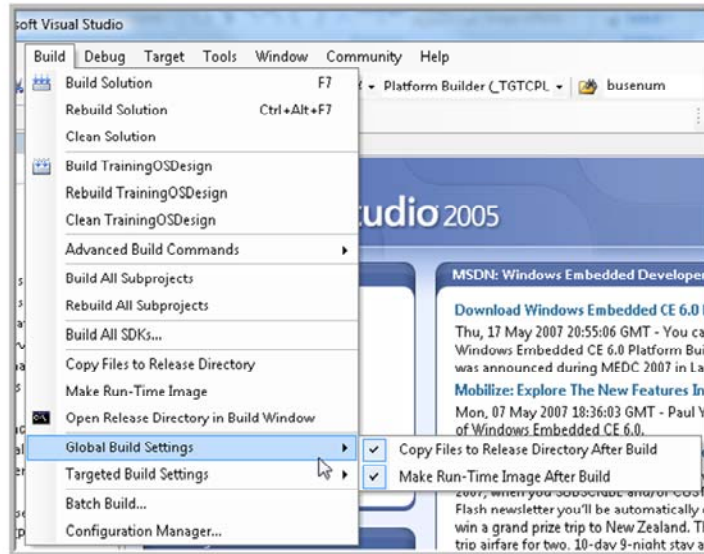 soft Visual Studio
Build Debug Target Tools Window Community Help
Platform Builder (_TGTCPL busenum
Build Solution F7
Rebuild Solution Ctrl+Alt+F7
Clean Solution
Build TrainingOSDesign
Rebuild TrainingOSDesign
Clean TrainingOSDesign
Advanced Build Commands
Build All Subprojects
Rebuild All Subprojects
Build All SDKs...
Copy Files to Release Directory
Make Run-Time Image
Open Release Directory in Build Window
Global Build Settings
Targeted Build Settings
Batch Build...
Configuration Manager...
Copy Files to Release Directory After Build
Make Run-Time Image After Build
udio 2005
MSDN: Windows Embedded Developer
Download Windows Embedded CE 6.0
Thu, 17 May 2007 20:55:06 GMT - You ca
Windows Embedded CE 6.0 Platform Bui
was announced during MEDC 2007 in La
Mobilize: Explore The New Features In
Mon, 07 May 2007 18:36:03 GMT - Paul Y
of Windows Embedded CE 6.0.
2007, when you SUBSCRIBE and/or
Flash newsletter you'll be automatically
win a grand prize trip to New Zealand. Th
trip airfare for two, 10-day 9-night stay a